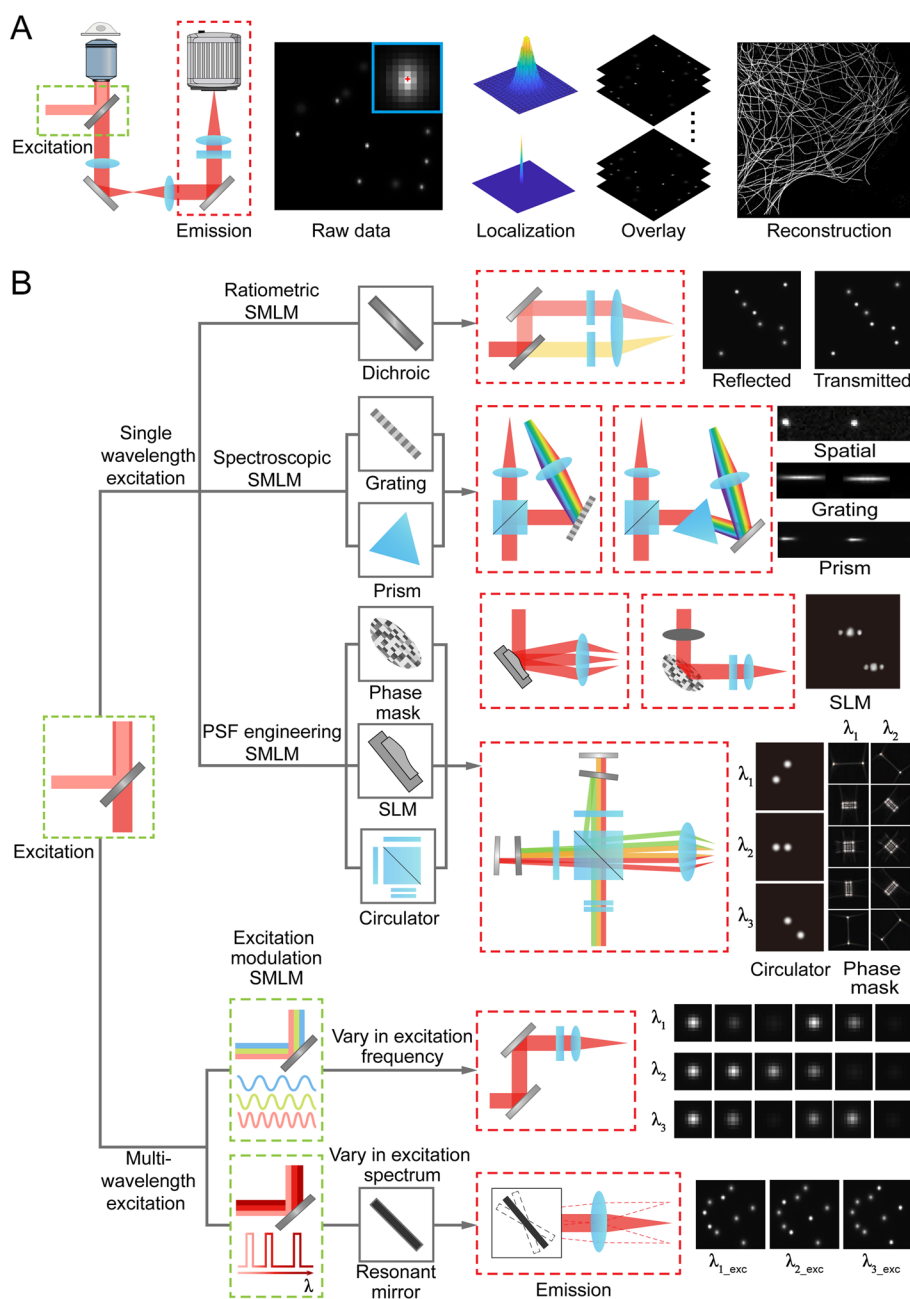 A
Excitation
Emission
Raw data
Localization
Overlay
Reconstruction
B
Ratiometric
SMLM
Dichroic
Reflected
Transmitted
Single
wavelength
excitation
Spectroscopic
SMLM
Grating
Prism
Spatial
Grating
Prism
Phase
mask
SLM
PSF engineering
SMLM
SLM
Circulator
λ1
λ2
λ1
λ2
λ3
Circulator
Phase
mask
Excitation
Excitation
modulation
SMLM
Vary in excitation
frequency
λ1
λ2
λ3
Multi-
wavelength
excitation
Vary in excitation
spectrum
λ
Resonant
mirror
Emission
λ1_exc
λ2_exc
λ3_exc